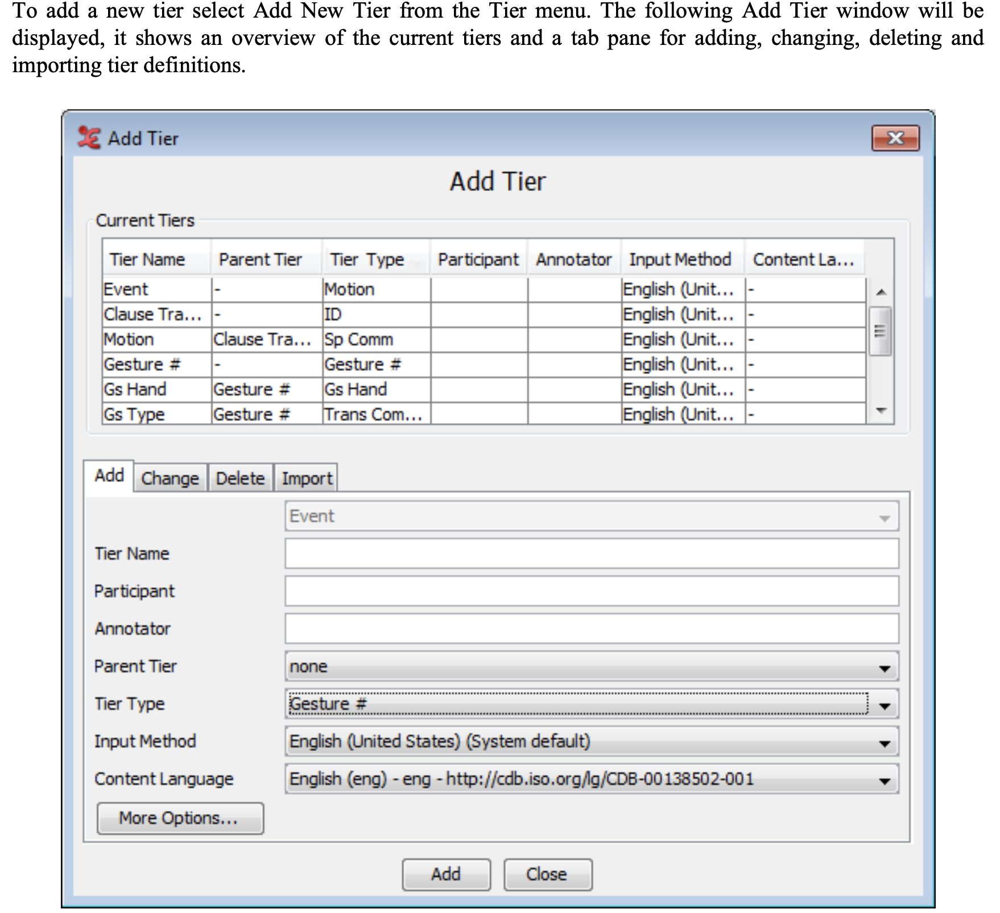 To add a new tier select Add New Tier from the Tier menu. The following Add Tier window will be
displayed, it shows an overview of the current tiers and a tab pane for adding, changing, deleting and
importing tier definitions.
Add Tier
Add Tier
Current Tiers
Tier Name Parent Tier Tier Type Participant Annotator Input Method Content La...
Event - Motion English (Unit... -
Clause Tra... - ID English (Unit... -
Motion Clause Tra... Sp Comm English (Unit... -
Gesture # - Gesture # English (Unit... -
Gs Hand Gesture # Gs Hand English (Unit... -
Gs Type Gesture # Trans Com... English (Unit... -
Add Change Delete Import
Event
Tier Name
Participant
Annotator
Parent Tier none
Tier Type Gesture #
Input Method English (United States) (System default)
Content Language English (eng) - eng - http://cdb.iso.org/lg/CDB-00138502-001
More Options...
Add Close